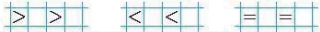 > > < < = =